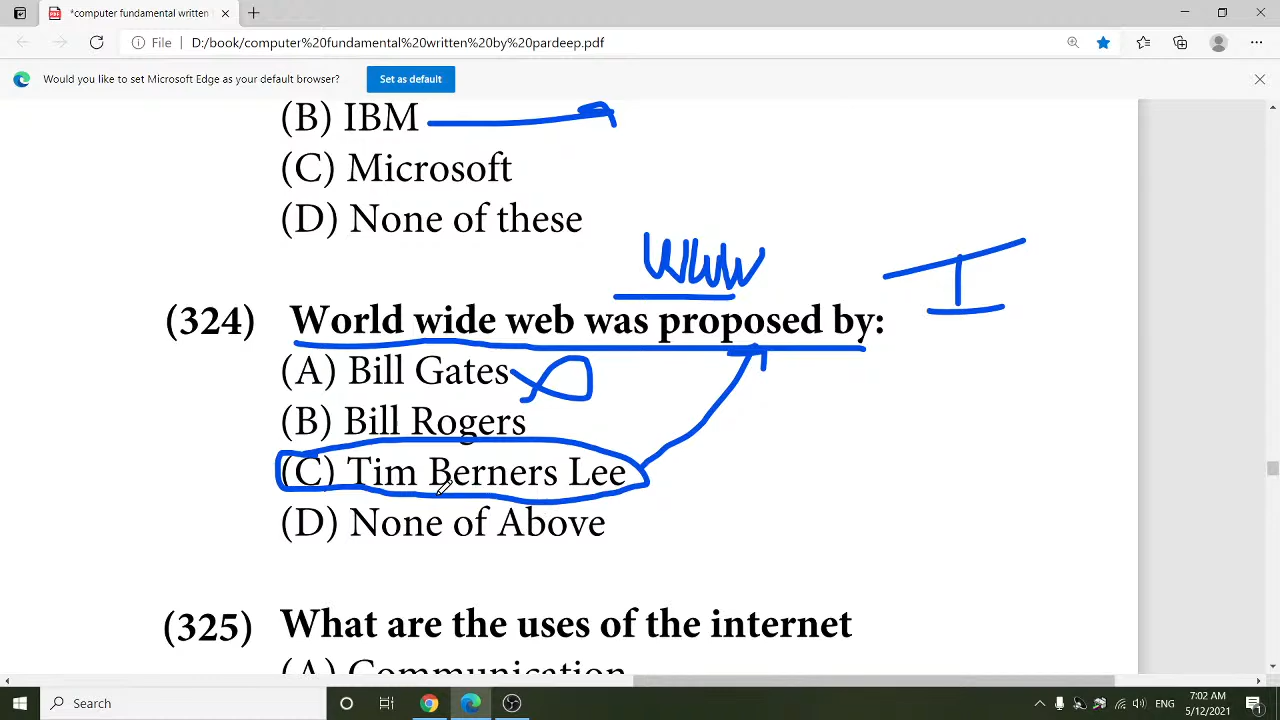 *computer fundamental written
File D:/book/computer%20fundamental%20written%20by%20pardeep.pdf
Would you like to set Microsoft Edge as your default browser? Set as default
(B) IBM
(C) Microsoft
(D) None of these
WWW
I
(324) World wide web was proposed by:
(A) Bill Gates
(B) Bill Rogers
(C) Tim Berners Lee
(D) None of Above
(325) What are the uses of the internet
(A) Communication
Search
ENG
7:02 AM
5/12/2021